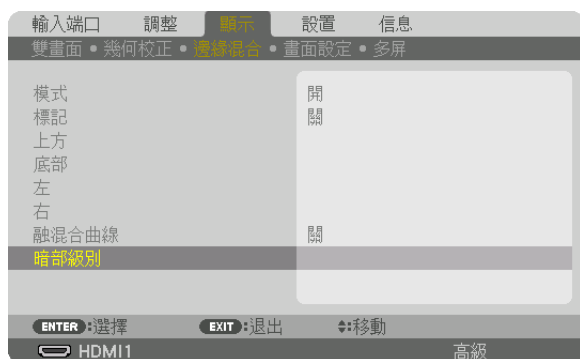 輸入端口 調整 顯示 設置 信息
雙畫面 • 幾何校正 • 邊緣混合 • 畫面設定 • 多屏
模式 開
標記 關
上方
底部
左
右
融混合曲線 關
暗部級別
ENTER :選擇 EXIT :退出 :移動
HDMI1 高級